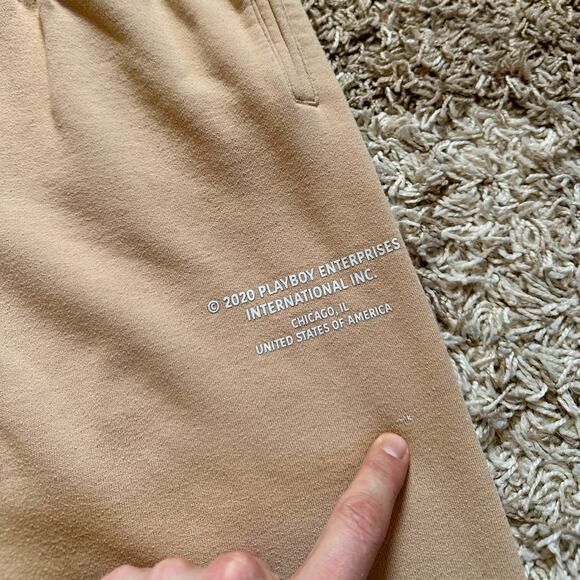 © 2020 PLAYBOY ENTERPRISES
INTERNATIONAL INC.
CHICAGO, IL
UNITED STATES OF AMERICA